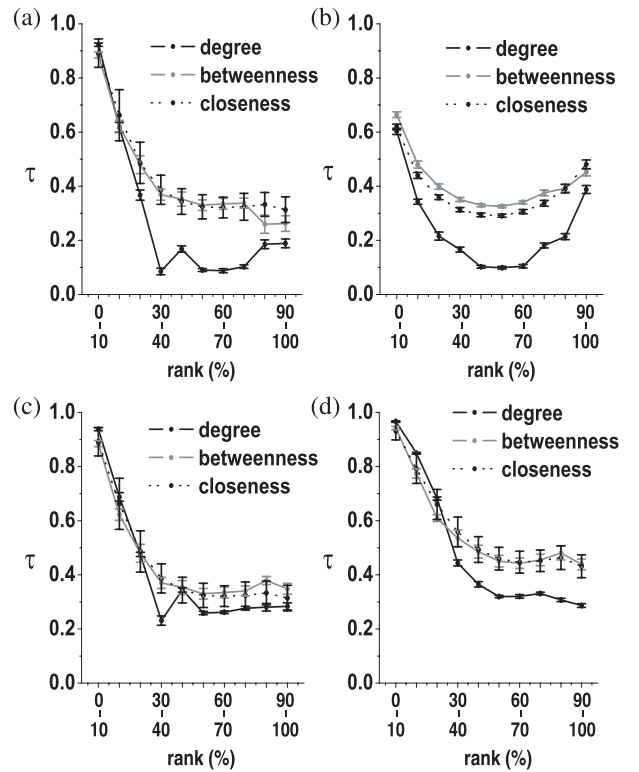 (a)
1.0
0.8
0.6
0.4
0.2
0.0
τ
degree
betweenness
closeness
0 30 60 90
10 40 70 100
rank (%)
(b)
1.0
0.8
0.6
0.4
0.2
0.0
τ
degree
betweenness
closeness
0 30 60 90
10 40 70 100
rank (%)
(c)
1.0
0.8
0.6
0.4
0.2
0.0
τ
degree
betweenness
closeness
0 30 60 90
10 40 70 100
rank (%)
(d)
1.0
0.8
0.6
0.4
0.2
0.0
τ
degree
betweenness
closeness
0 30 60 90
10 40 70 100
rank (%)